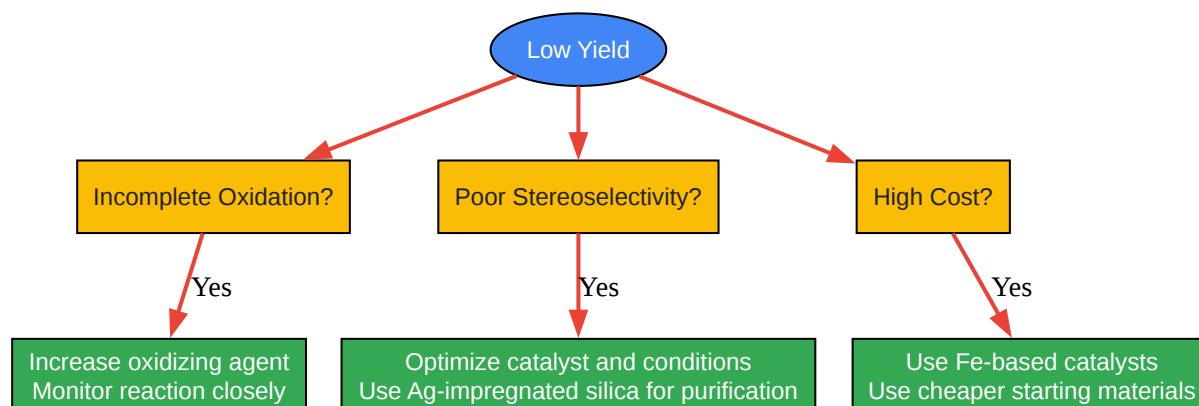 Low Yield
Incomplete Oxidation?
Poor Stereoselectivity?
High Cost?
Yes
Yes
Yes
Increase oxidizing agent
Monitor reaction closely
Optimize catalyst and conditions
Use Ag-impregnated silica for purification
Use Fe-based catalysts
Use cheaper starting materials